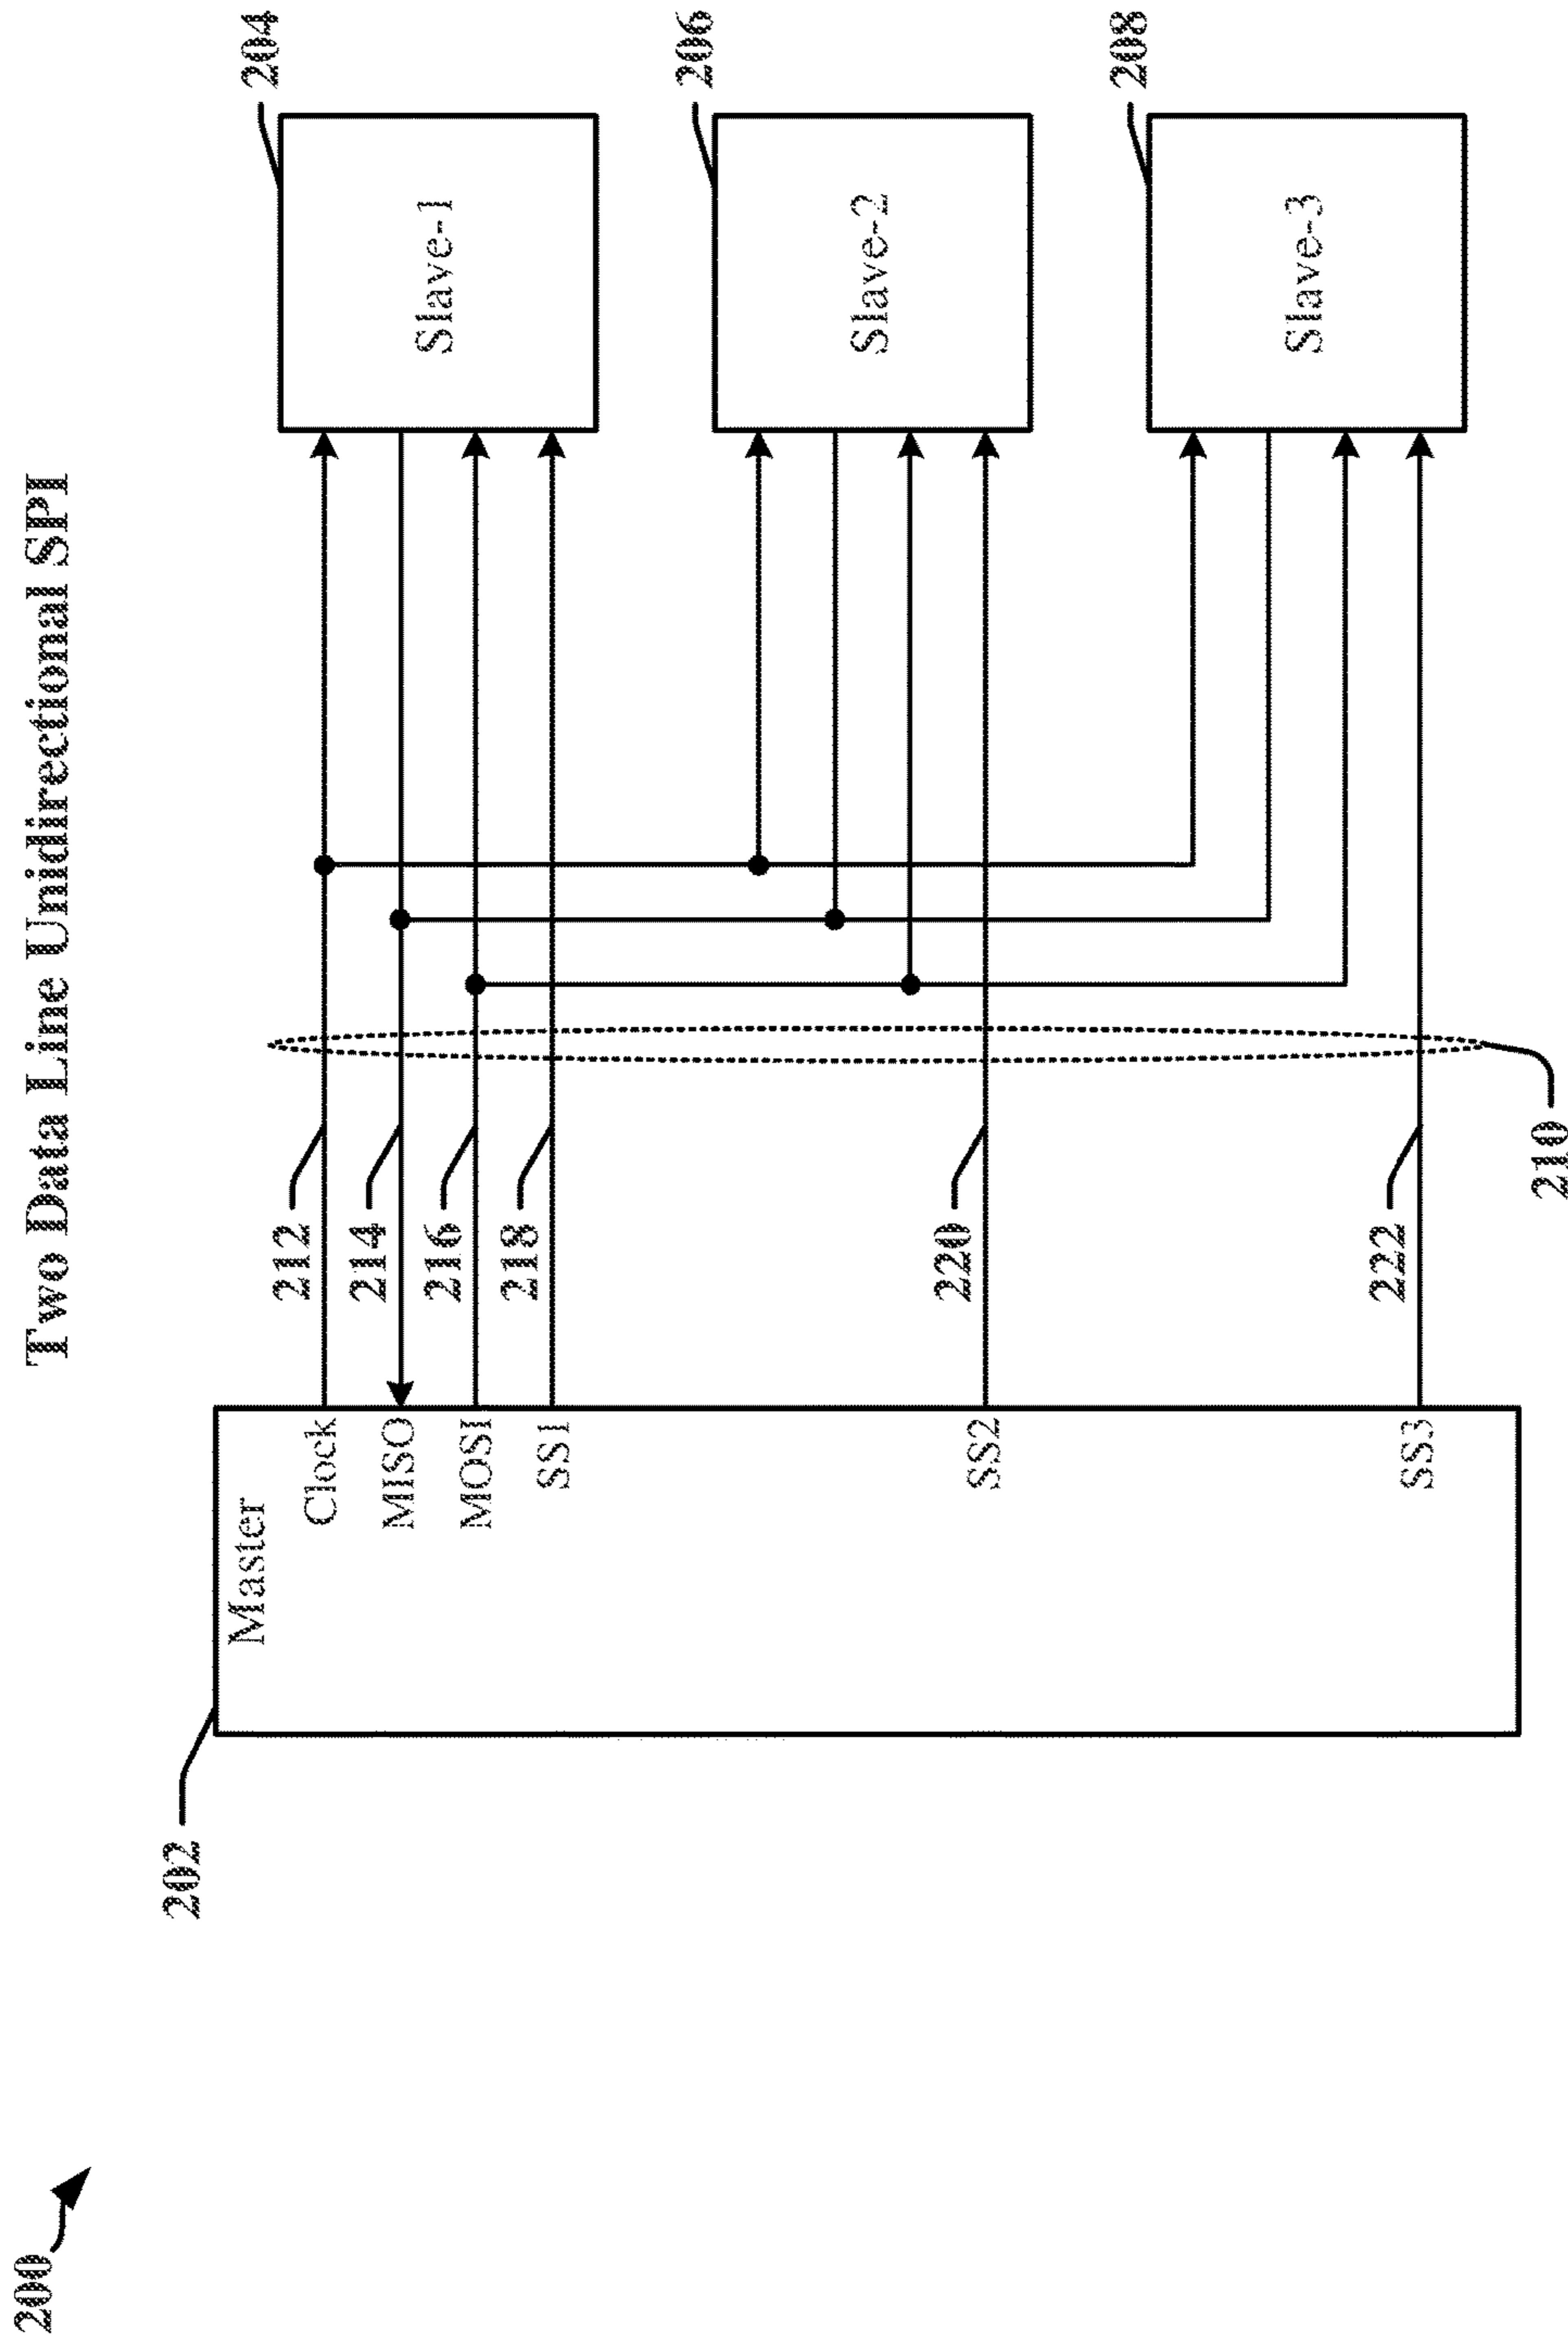 200
Two Data Line Unidirectional SPI
202
Master
Clock
MISO
MOSI
SS1
SS2
SS3
212
214
216
218
220
222
210
204
Slave-1
206
Slave-2
208
Slave-3